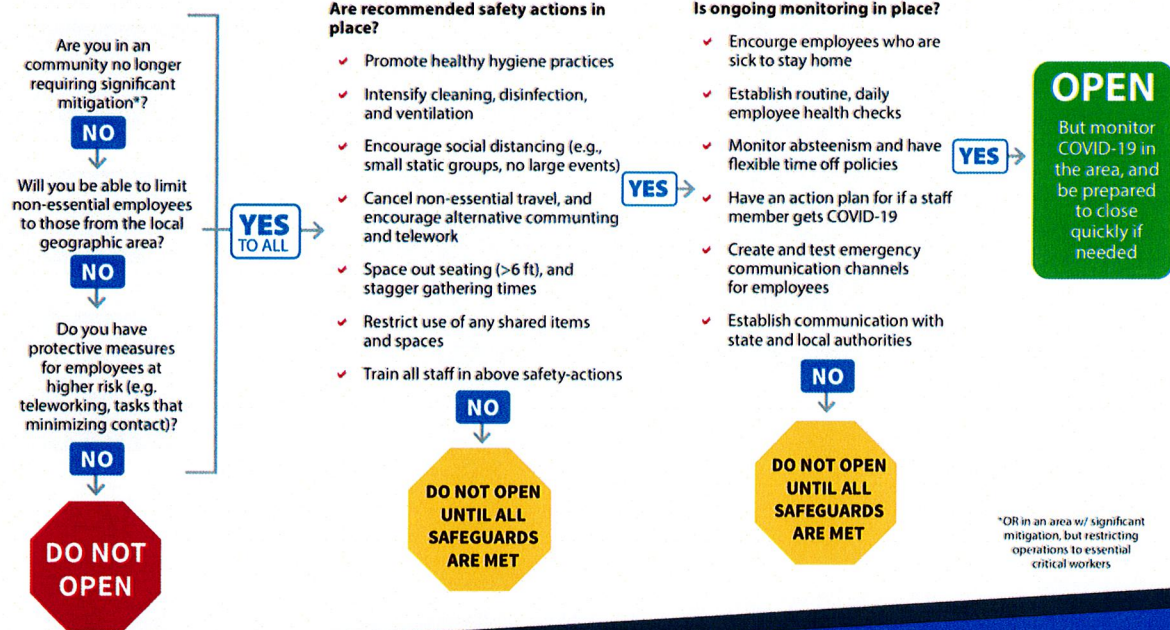 Are you in an
community no longer
requiring significant
mitigation*?
NO
Will you be able to limit
non-essential employees
to those from the local
geographic area?
NO
Do you have
protective measures
for employees at
higher risk (e.g.
teleworking, tasks that
minimizing contact)?
NO
DO NOT
OPEN
YES
TO ALL
Are recommended safety actions in
place?
Promote healthy hygiene practices
Intensify cleaning, disinfection,
and ventilation
Encourage social distancing (e.g.,
small static groups, no large events)
Cancel non-essential travel, and
encourage alternative communting
and telework
Space out seating (>6 ft), and
stagger gathering times
Restrict use of any shared items
and spaces
Train all staff in above safety-actions
NO
DO NOT OPEN
UNTIL ALL
SAFEGUARDS
ARE MET
YES
Is ongoing monitoring in place?
Encourge employees who are
sick to stay home
Establish routine, daily
employee health checks
Monitor absteenism and have
flexible time off policies
Have an action plan for if a staff
member gets COVID-19
Create and test emergency
communication channels
for employees
Establish communication with
state and local authorities
NO
DO NOT OPEN
UNTIL ALL
SAFEGUARDS
ARE MET
YES
OPEN
But monitor
COVID-19 in
the area, and
be prepared
to close
quickly if
needed
*OR in an area w/ significant
mitigation, but restricting
operations to essential
critical workers